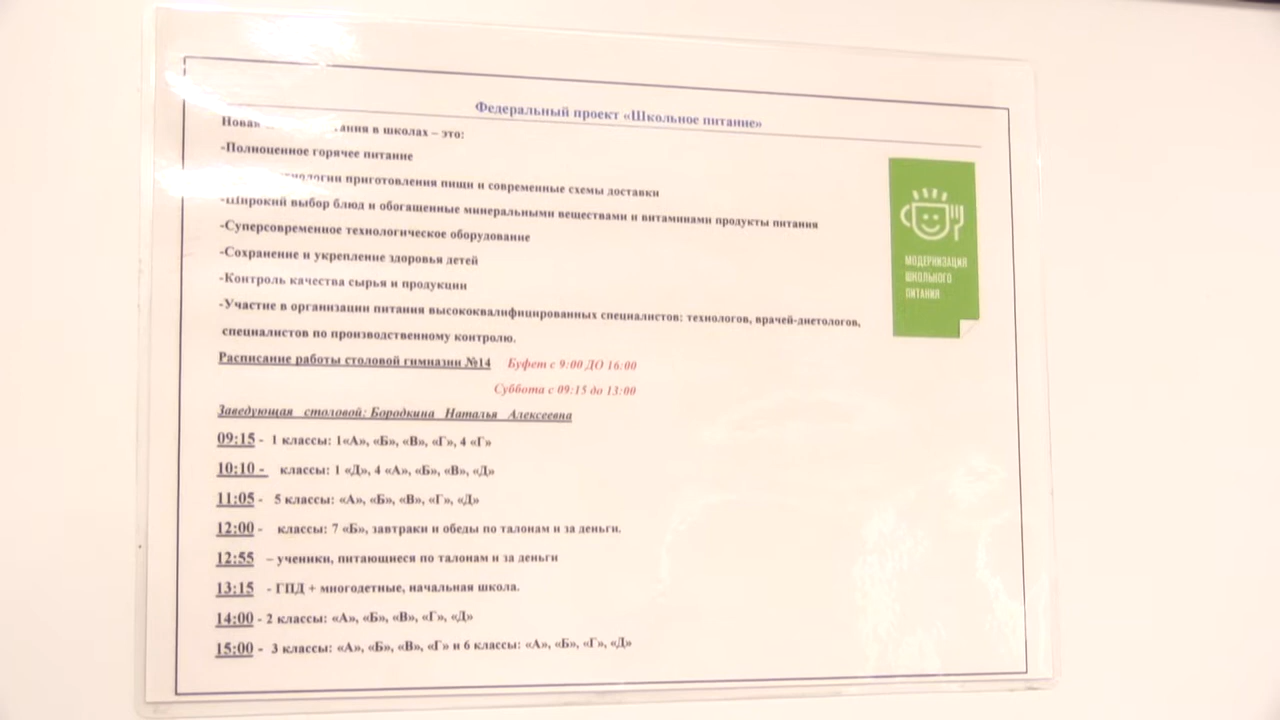 Федеральный проект «Школьное питание»
в школах – это:
-Полноценное горячее питание
приготовления пищи и современные схемы доставки
-Широкий выбор блюд и обогащенные минеральными веществами и витаминами продукты питания
-Суперсовременное технологическое оборудование
-Сохранение и укрепление здоровья детей
-Контроль качества сырья и продукции
-Участие в организации питания высококвалифицированных специалистов: технологов, врачей-диетологов,
специалистов по производственному контролю.
Расписание работы столовой гимназии №14 Буфет с 9:00 ДО 16:00
Суббота с 09:15 до 13:00
Заведующая столовой: Бородкина Наталья Алексеевна
09:15 - 1 классы: 1«А», «Б», «В», «Г», 4 «Г»
10:10 - классы: 1 «Д», 4 «А», «Б», «В», «Д»
11:05 - 5 классы: «А», «Б», «В», «Г», «Д»
12:00 - классы: 7 «Б», завтраки и обеды по талонам и за деньги.
12:55 – ученики, питающиеся по талонам и за деньги
13:15 - ГПД + многодетные, начальная школа.
14:00 - 2 классы: «А», «Б», «В», «Г», «Д»
15:00 - 3 классы: «А», «Б», «В», «Г» и 6 классы: «А», «Б», «Г», «Д»
МОДЕРНИЗАЦИЯ
ШКОЛЬНОГО
ПИТАНИЯ